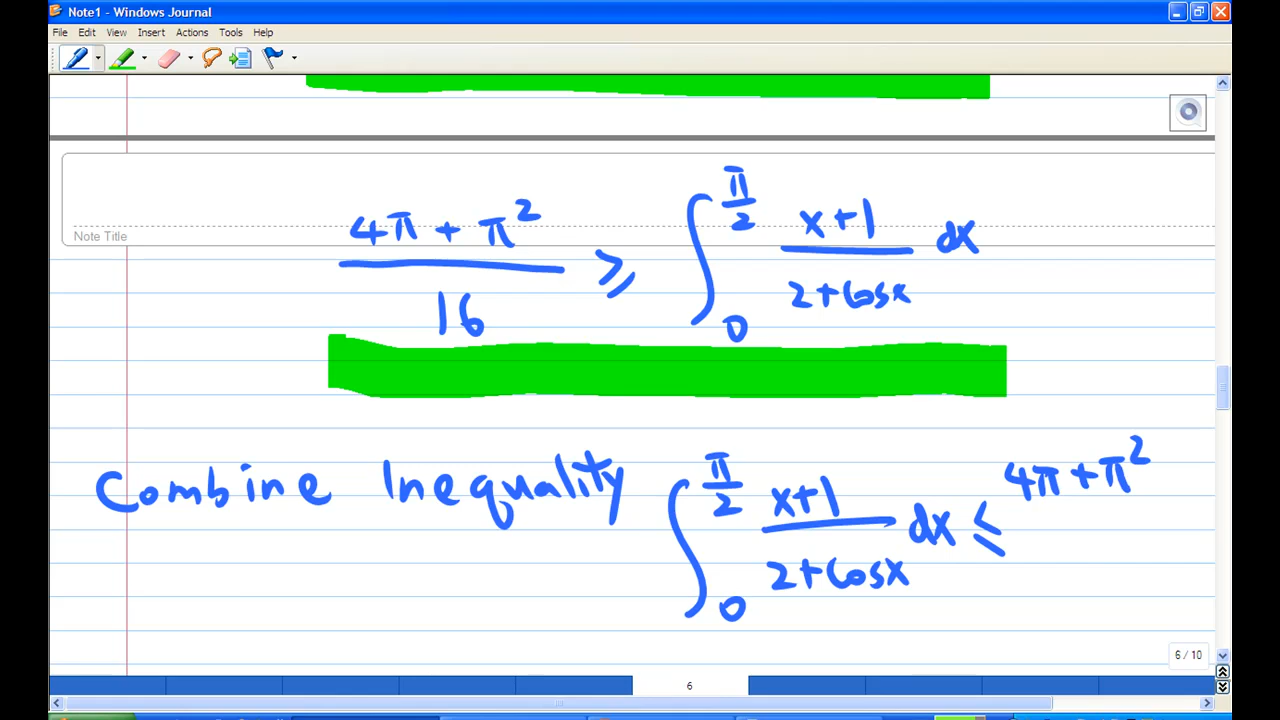 Note1 - Windows Journal
File Edit View Insert Actions Tools Help
Note Title
4π + π² / 16 ≥ ∫₀^(π/2) x+1 / 2+cosx dx
Combine Inequality ∫₀^(π/2) x+1 / 2+cosx dx ≤ 4π + π²
6 / 10
6